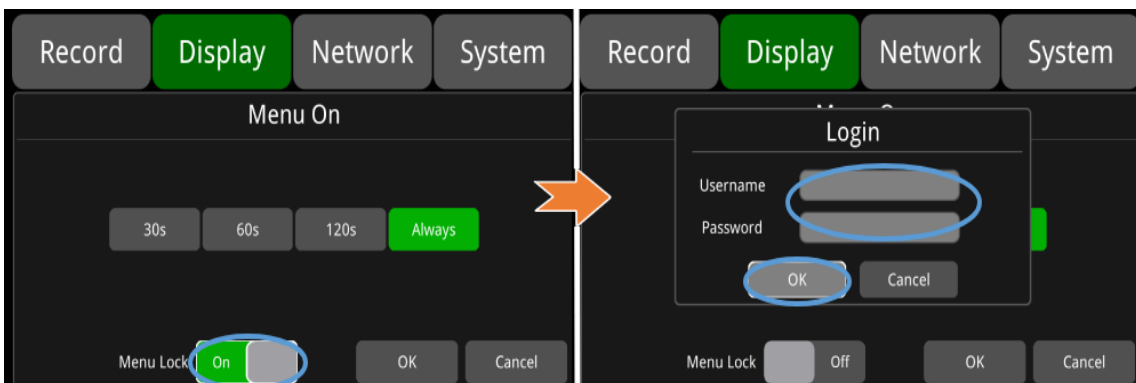 Record Display Network System
Menu On
30s 60s 120s Always
Menu Lock On OK Cancel
Record Display Network System
Login
Username
Password
OK Cancel
Menu Lock Off OK Cancel